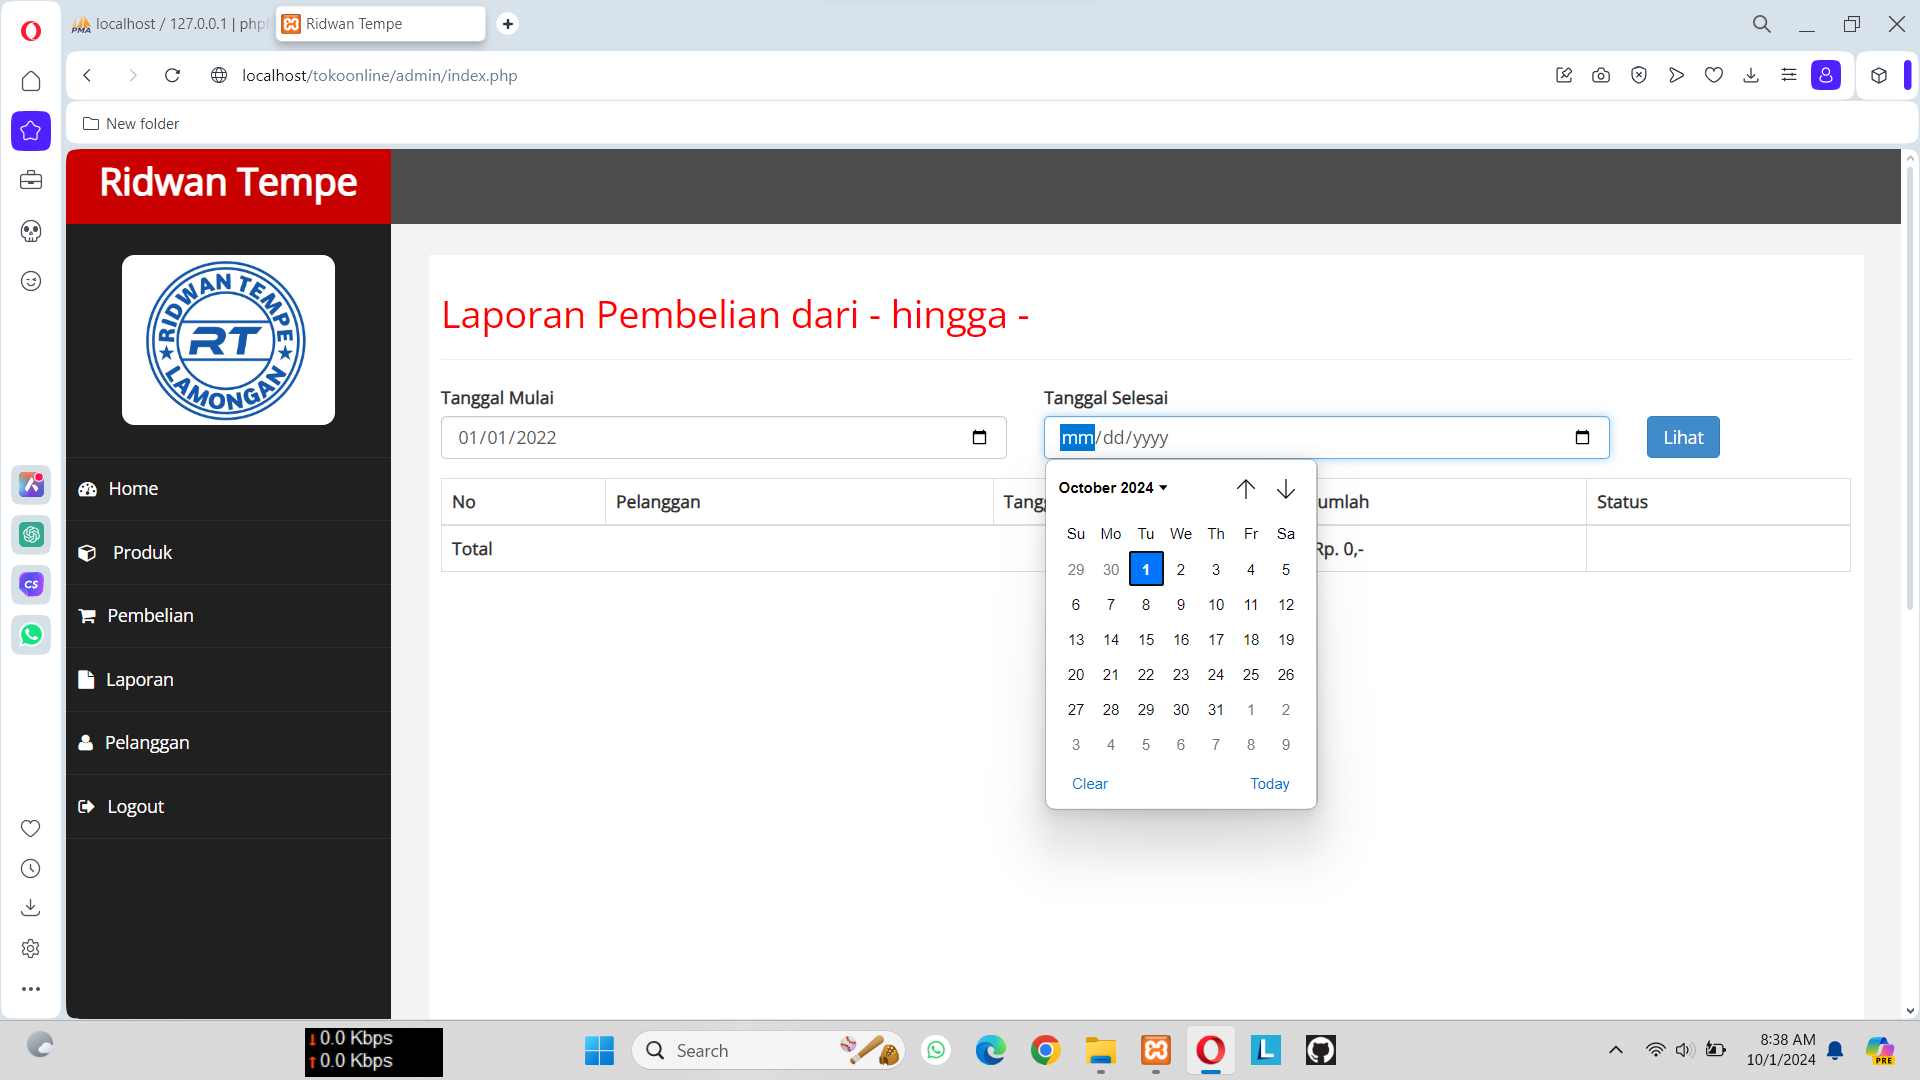 localhost / 127.0.0.1 | php
Ridwan Tempe
localhost/tokoonline/admin/index.php
New folder
Ridwan Tempe
RIDWAN TEMPE
RT
LAMONGAN
Home
Produk
Pembelian
Laporan
Pelanggan
Logout
Laporan Pembelian dari - hingga -
Tanggal Mulai
Tanggal Selesai
01/01/2022
mm/dd/yyyy
Lihat
No Pelanggan Tangg umlah Status
Total Rp. 0,-
October 2024
Su Mo Tu We Th Fr Sa
29 30 1 2 3 4 5
6 7 8 9 10 11 12
13 14 15 16 17 18 19
20 21 22 23 24 25 26
27 28 29 30 31 1 2
3 4 5 6 7 8 9
Clear Today
CS
0.0 Kbps
0.0 Kbps
Search
L
8:38 AM
10/1/2024
PRE
PMA